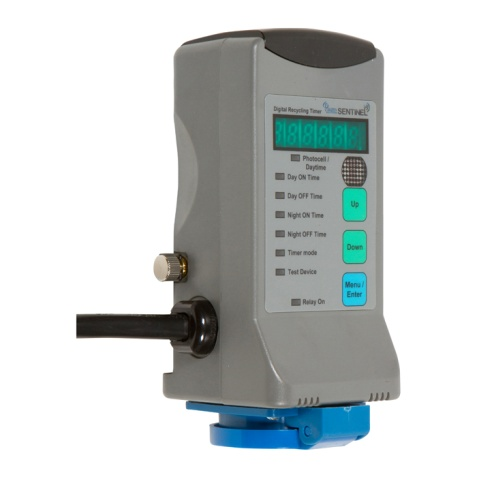 Digital Recycling Timer SENTINEL
Photocell /
Daytime
Day ON Time
Day OFF Time
Up
Night ON Time
Night OFF Time
Down
Timer mode
Test Device
Menu /
Enter
Relay On